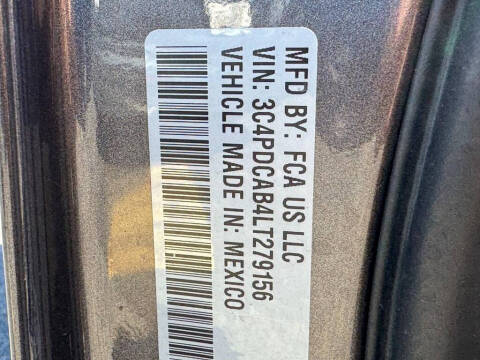 MFD BY: FCA US LLC
VIN: 3C4PDCAB4LT279156
VEHICLE MADE IN: MEXICO